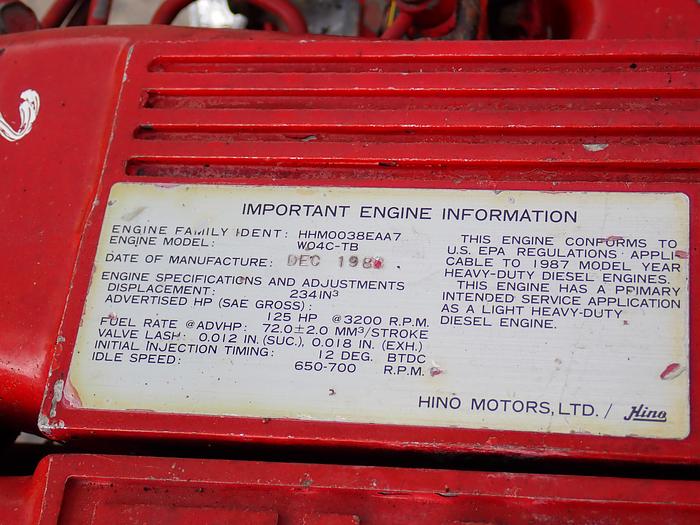 IMPORTANT ENGINE INFORMATION
ENGINE FAMILY IDENT: HHM0038EAA7
ENGINE MODEL: WD4C-TB
DATE OF MANUFACTURE: DEC 198
ENGINE SPECIFICATIONS AND ADJUSTMENTS
DISPLACEMENT: 234IN³
ADVERTISED HP (SAE GROSS):
125 HP @3200 R.P.M.
FUEL RATE @ADVHP: 72.0±2.0 MM³/STROKE
VALVE LASH: 0.012 IN. (SUC.), 0.018 IN. (EXH.)
INITIAL INJECTION TIMING: 12 DEG. BTDC
IDLE SPEED: 650-700 R.P.M.
THIS ENGINE CONFORMS TO
U.S. EPA REGULATIONS APPLI
CABLE TO 1987 MODEL YEAR
HEAVY-DUTY DIESEL ENGINES.
THIS ENGINE HAS A PRIMARY
INTENDED SERVICE APPLICATION
AS A LIGHT HEAVY-DUTY
DIESEL ENGINE.
HINO MOTORS, LTD. / Hino